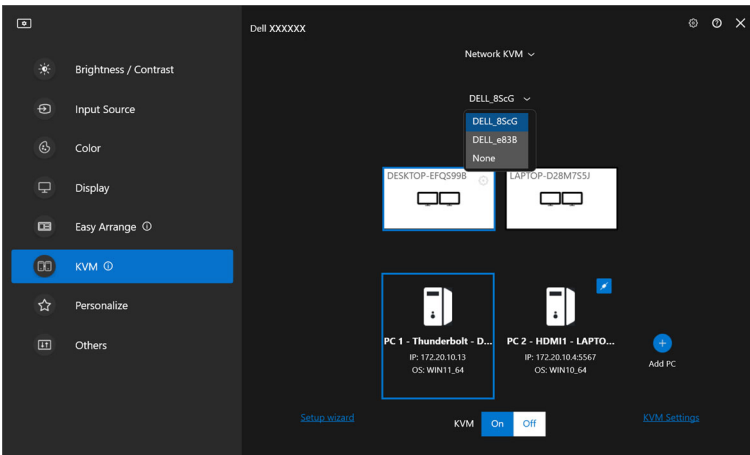 Dell XXXXXX
Network KVM
Brightness / Contrast
Input Source
Color
Display
Easy Arrange
KVM
Personalize
Others
DELL_8ScG
DELL_8ScG
DELL_e83B
None
DESKTOP-EFQS99B
LAPTOP-D28M7S5J
PC 1 - Thunderbolt - D...
IP: 172.20.10.13
OS: WIN11_64
PC 2 - HDMI1 - LAPTO...
IP: 172.20.10.4:5567
OS: WIN10_64
Add PC
Setup wizard
KVM On Off
KVM Settings